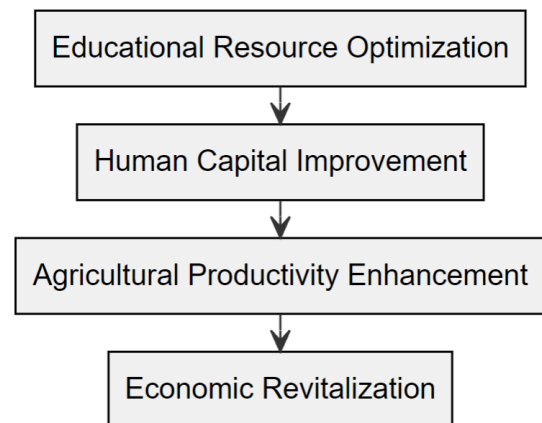 Educational Resource Optimization
Human Capital Improvement
Agricultural Productivity Enhancement
Economic Revitalization